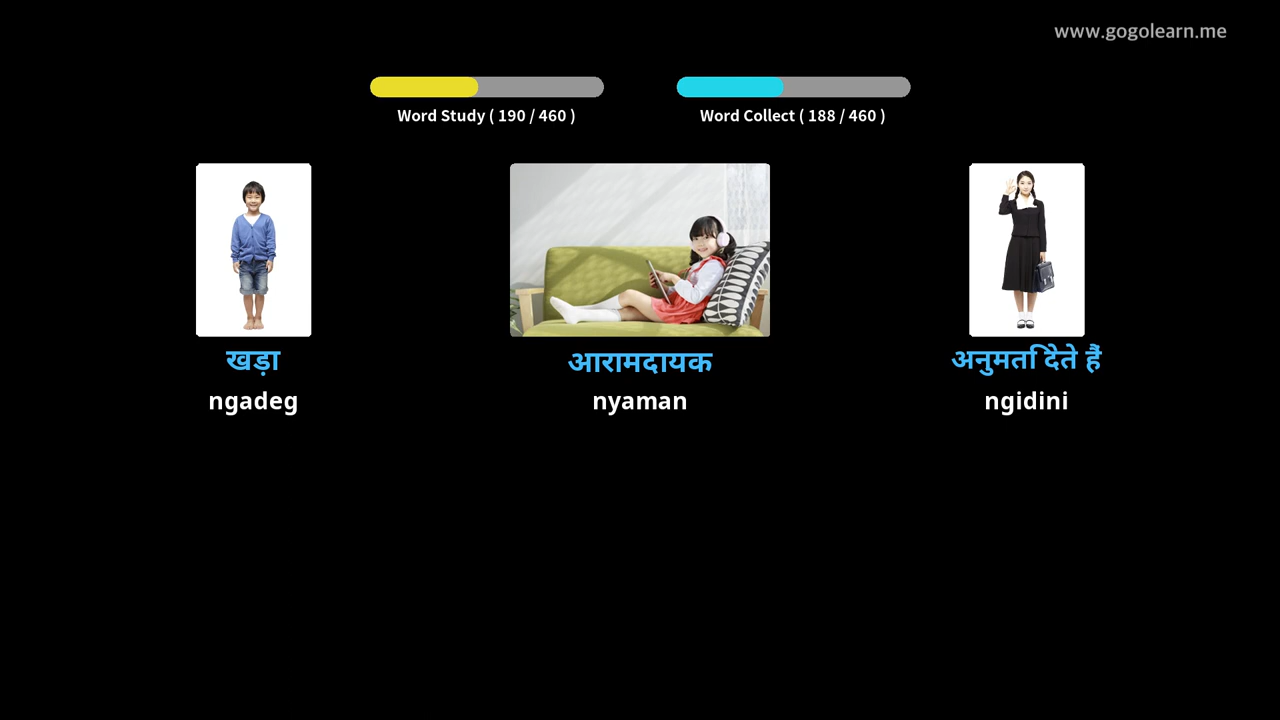 www.gogolearn.me
Word Study ( 190 / 460 )
Word Collect ( 188 / 460 )
खड़ा
आरामदायक
अनुमति देते हैं
ngadeg
nyaman
ngidini